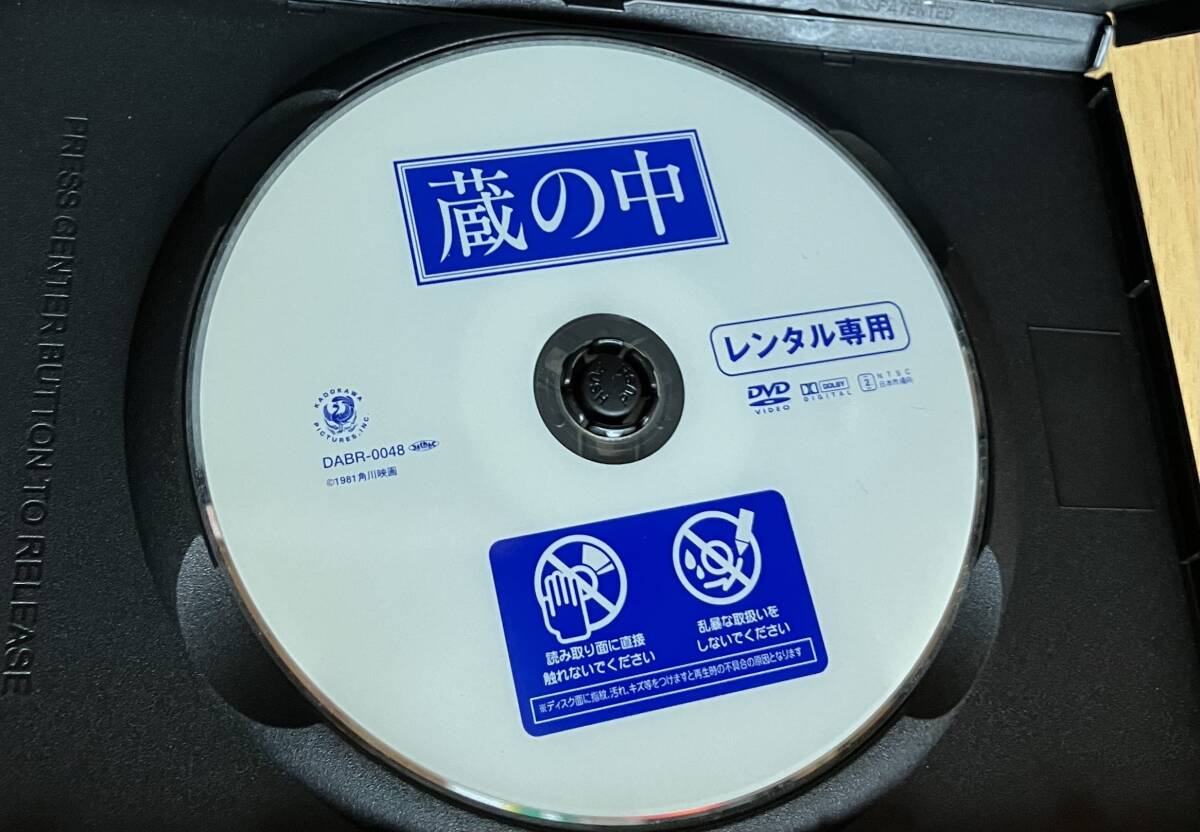 S.PATENTED
PRESS CENTER BUTTON TO RELEASE
蔵の中
レンタル専用
DVD
VIDEO
DOLBY
DIGITAL
2
NTSC
日本市場向
KADOKAWA
PICTURES, INC.
DABR-0048
©1981角川映画
読み取り面に直接
触れないでください
乱暴な取扱いを
しないでください
※ディスク面に指紋、汚れ、キズ等をつけますと再生時の不具合の原因となります